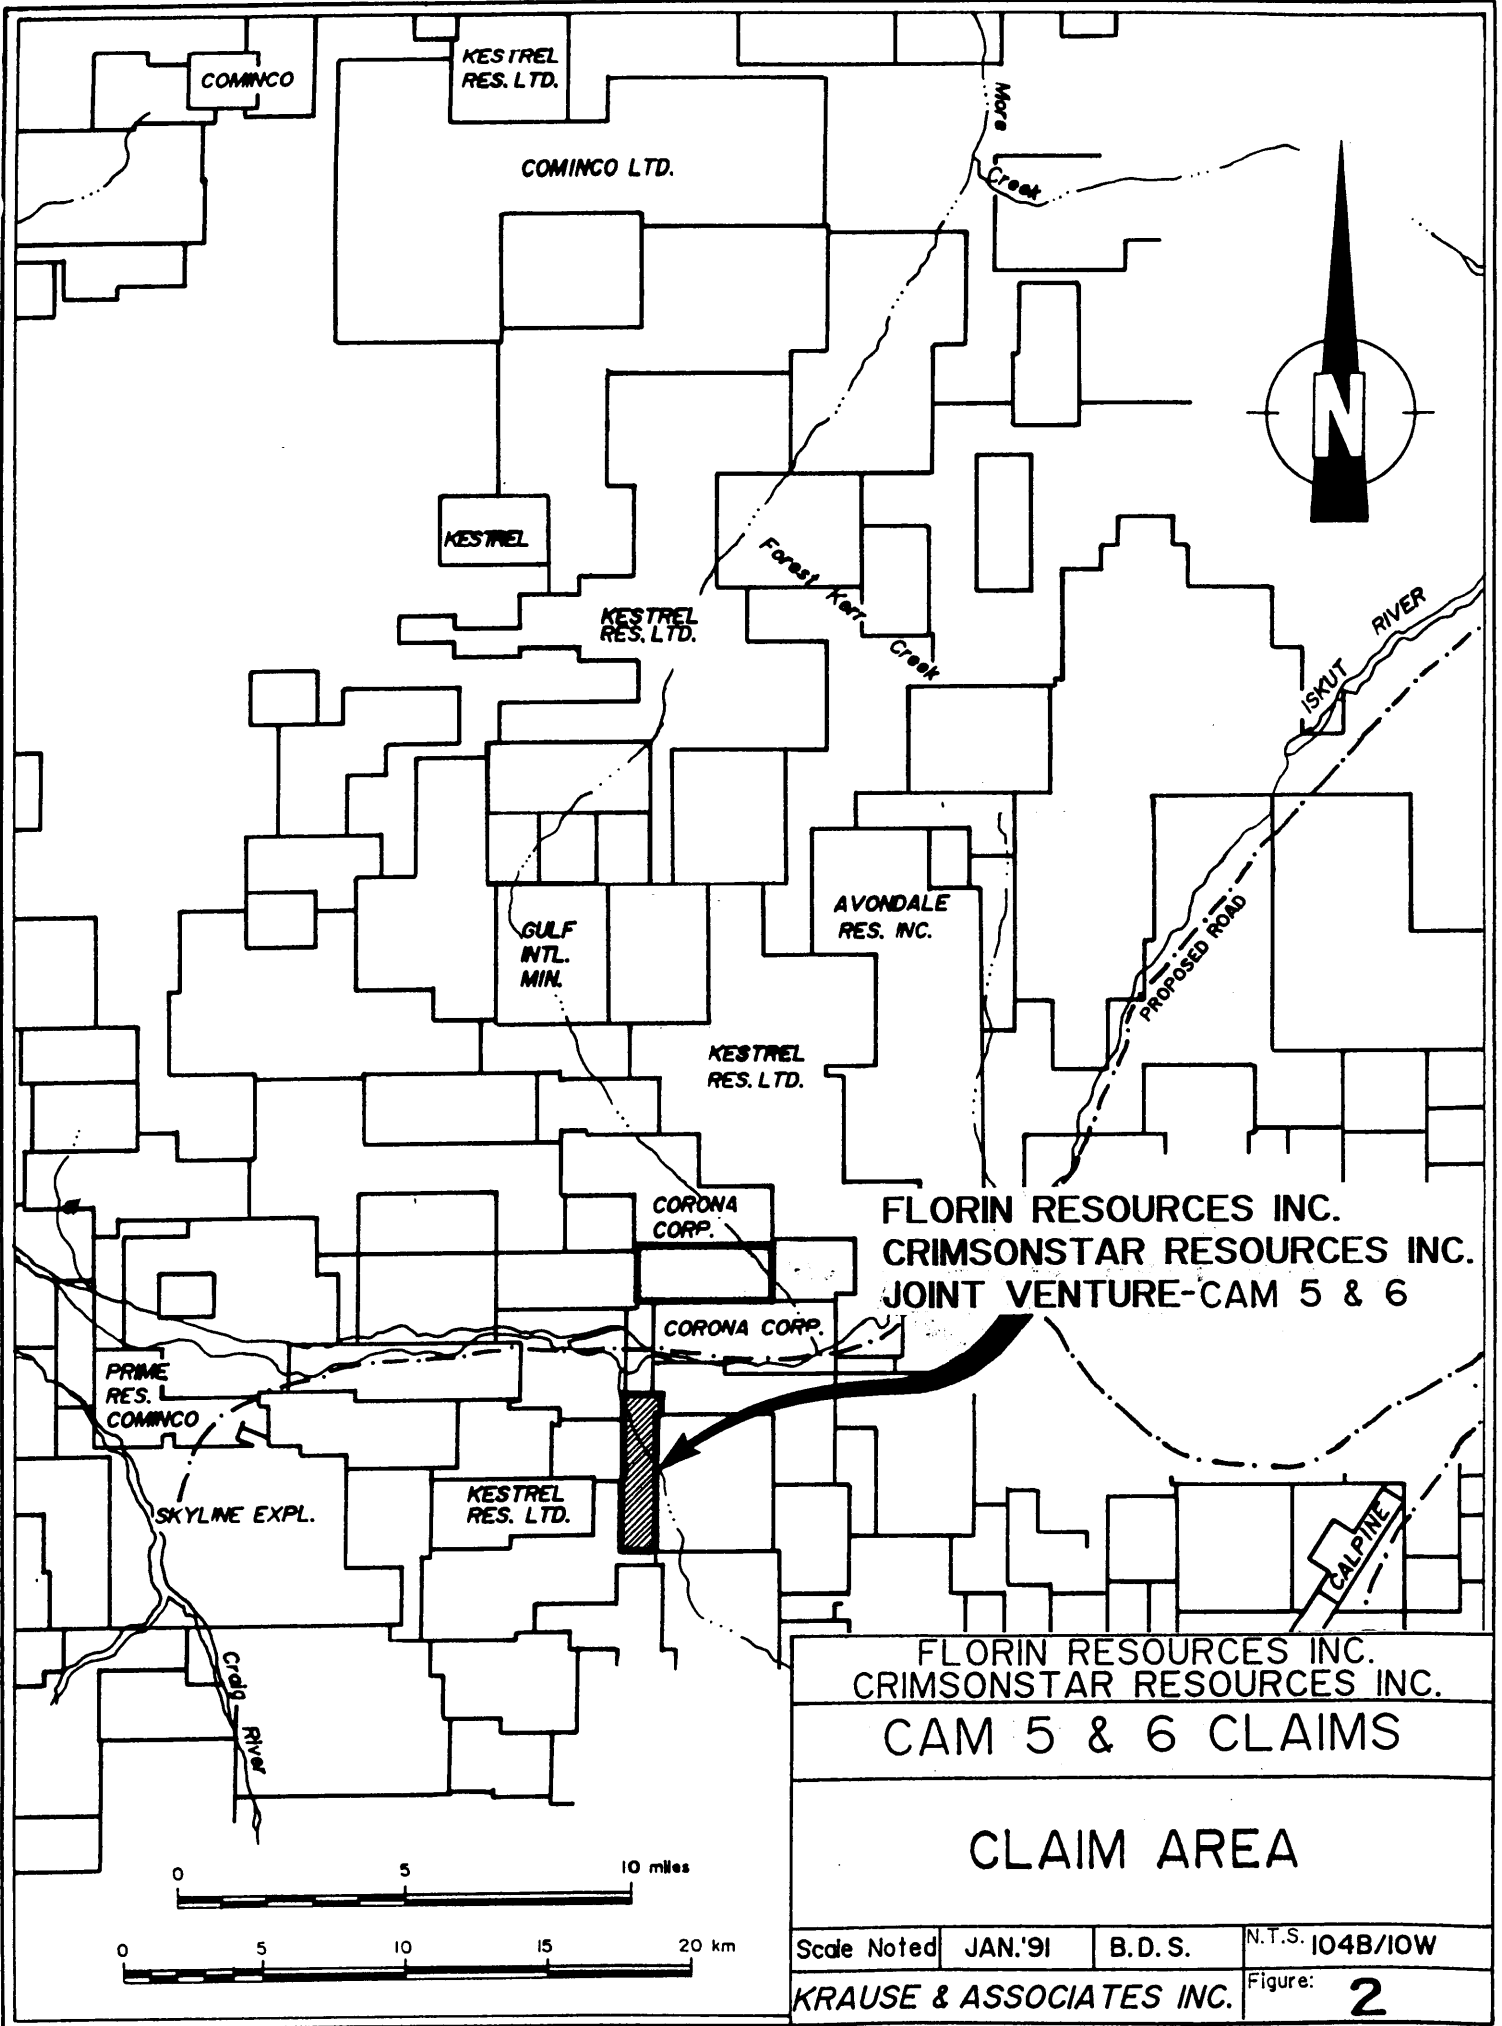 COMINCO
KESTREL
RES. LTD.
COMINCO LTD.
More
Creek
N
KESTREL
Forest Kerr Creek
KESTREL
RES. LTD.
ISKUT RIVER
AVONDALE
RES. INC.
PROPOSED ROAD
GULF
INTL.
MIN.
KESTREL
RES. LTD.
CORONA
CORP.
FLORIN RESOURCES INC.
CRIMSONSTAR RESOURCES INC.
JOINT VENTURE-CAM 5 & 6
CORONA CORP.
PRIME
RES.
COMINCO
KESTREL
RES. LTD.
SKYLINE EXPL.
CALPINE
Craig River
FLORIN RESOURCES INC.
CRIMSONSTAR RESOURCES INC.
CAM 5 & 6 CLAIMS
CLAIM AREA
0 5 10 miles
0 5 10 15 20 km
Scale Noted JAN.'91 B.D.S. N.T.S. 104B/10W
KRAUSE & ASSOCIATES INC. Figure: 2